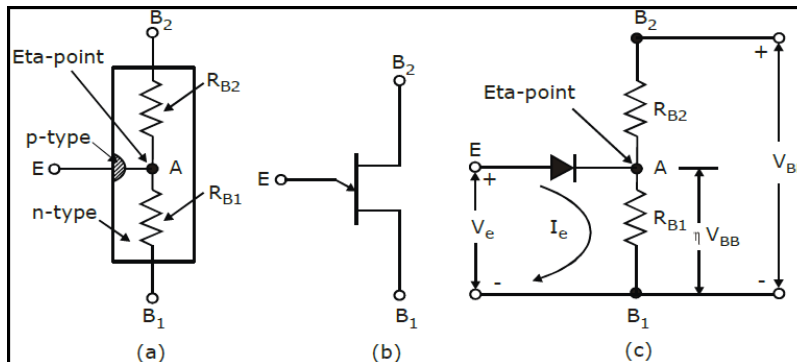 B2
Eta-point
RB2
p-type
E
A
RB1
n-type
B1
(a)
B2
E
B1
(b)
B2
+
Eta-point
RB2
E
+
A
VB
Ve
Ie
RB1
η VBB
-
-
B1
(c)